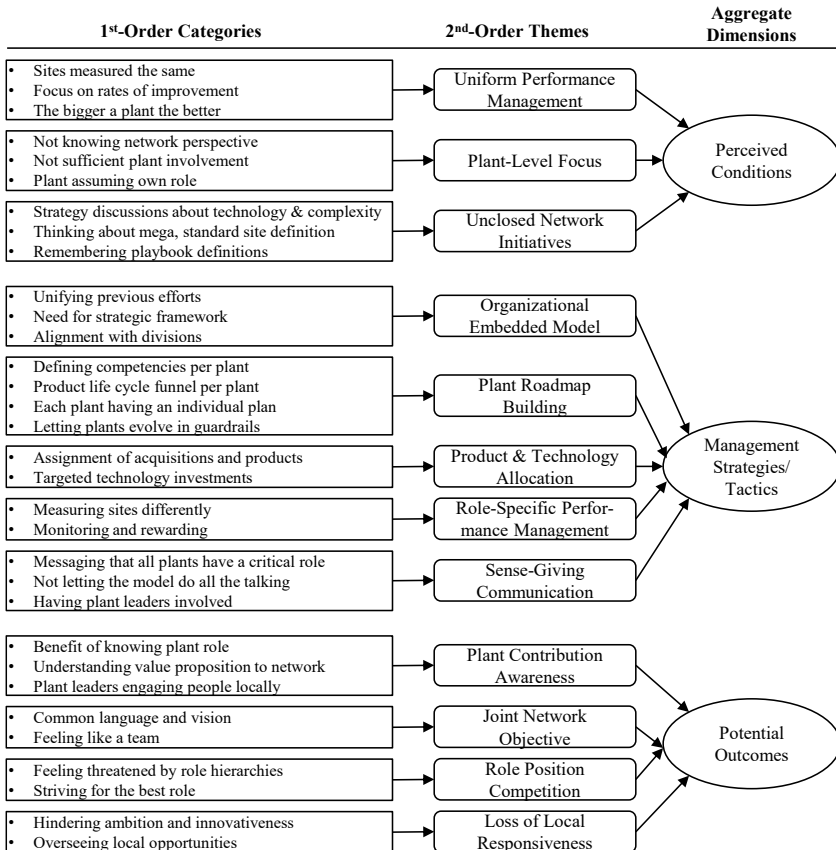 1st-Order Categories
2nd-Order Themes
Aggregate
Dimensions
• Sites measured the same
• Focus on rates of improvement
• The bigger a plant the better
Uniform Performance
Management
• Not knowing network perspective
• Not sufficient plant involvement
• Plant assuming own role
Plant-Level Focus
• Strategy discussions about technology & complexity
• Thinking about mega, standard site definition
• Remembering playbook definitions
Unclosed Network
Initiatives
Perceived
Conditions
• Unifying previous efforts
• Need for strategic framework
• Alignment with divisions
Organizational
Embedded Model
• Defining competencies per plant
• Product life cycle funnel per plant
• Each plant having an individual plan
• Letting plants evolve in guardrails
Plant Roadmap
Building
• Assignment of acquisitions and products
• Targeted technology investments
Product & Technology
Allocation
• Measuring sites differently
• Monitoring and rewarding
Role-Specific Perfor-
mance Management
• Messaging that all plants have a critical role
• Not letting the model do all the talking
• Having plant leaders involved
Sense-Giving
Communication
Management
Strategies/
Tactics
• Benefit of knowing plant role
• Understanding value proposition to network
• Plant leaders engaging people locally
Plant Contribution
Awareness
• Common language and vision
• Feeling like a team
Joint Network
Objective
• Feeling threatened by role hierarchies
• Striving for the best role
Role Position
Competition
• Hindering ambition and innovativeness
• Overseeing local opportunities
Loss of Local
Responsiveness
Potential
Outcomes